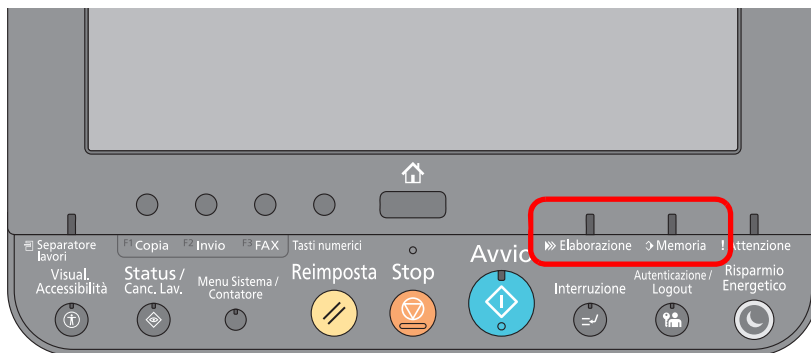 Separatore
lavori
F1 Copia
F2 Invio
F3 FAX
Tasti numerici
Elaborazione
Memoria
! Attenzione
Visual.
Accessibilità
Status /
Canc. Lav.
Menu Sistema /
Contatore
Reimposta
Stop
Avvio
Interruzione
Autenticazione /
Logout
Risparmio
Energetico